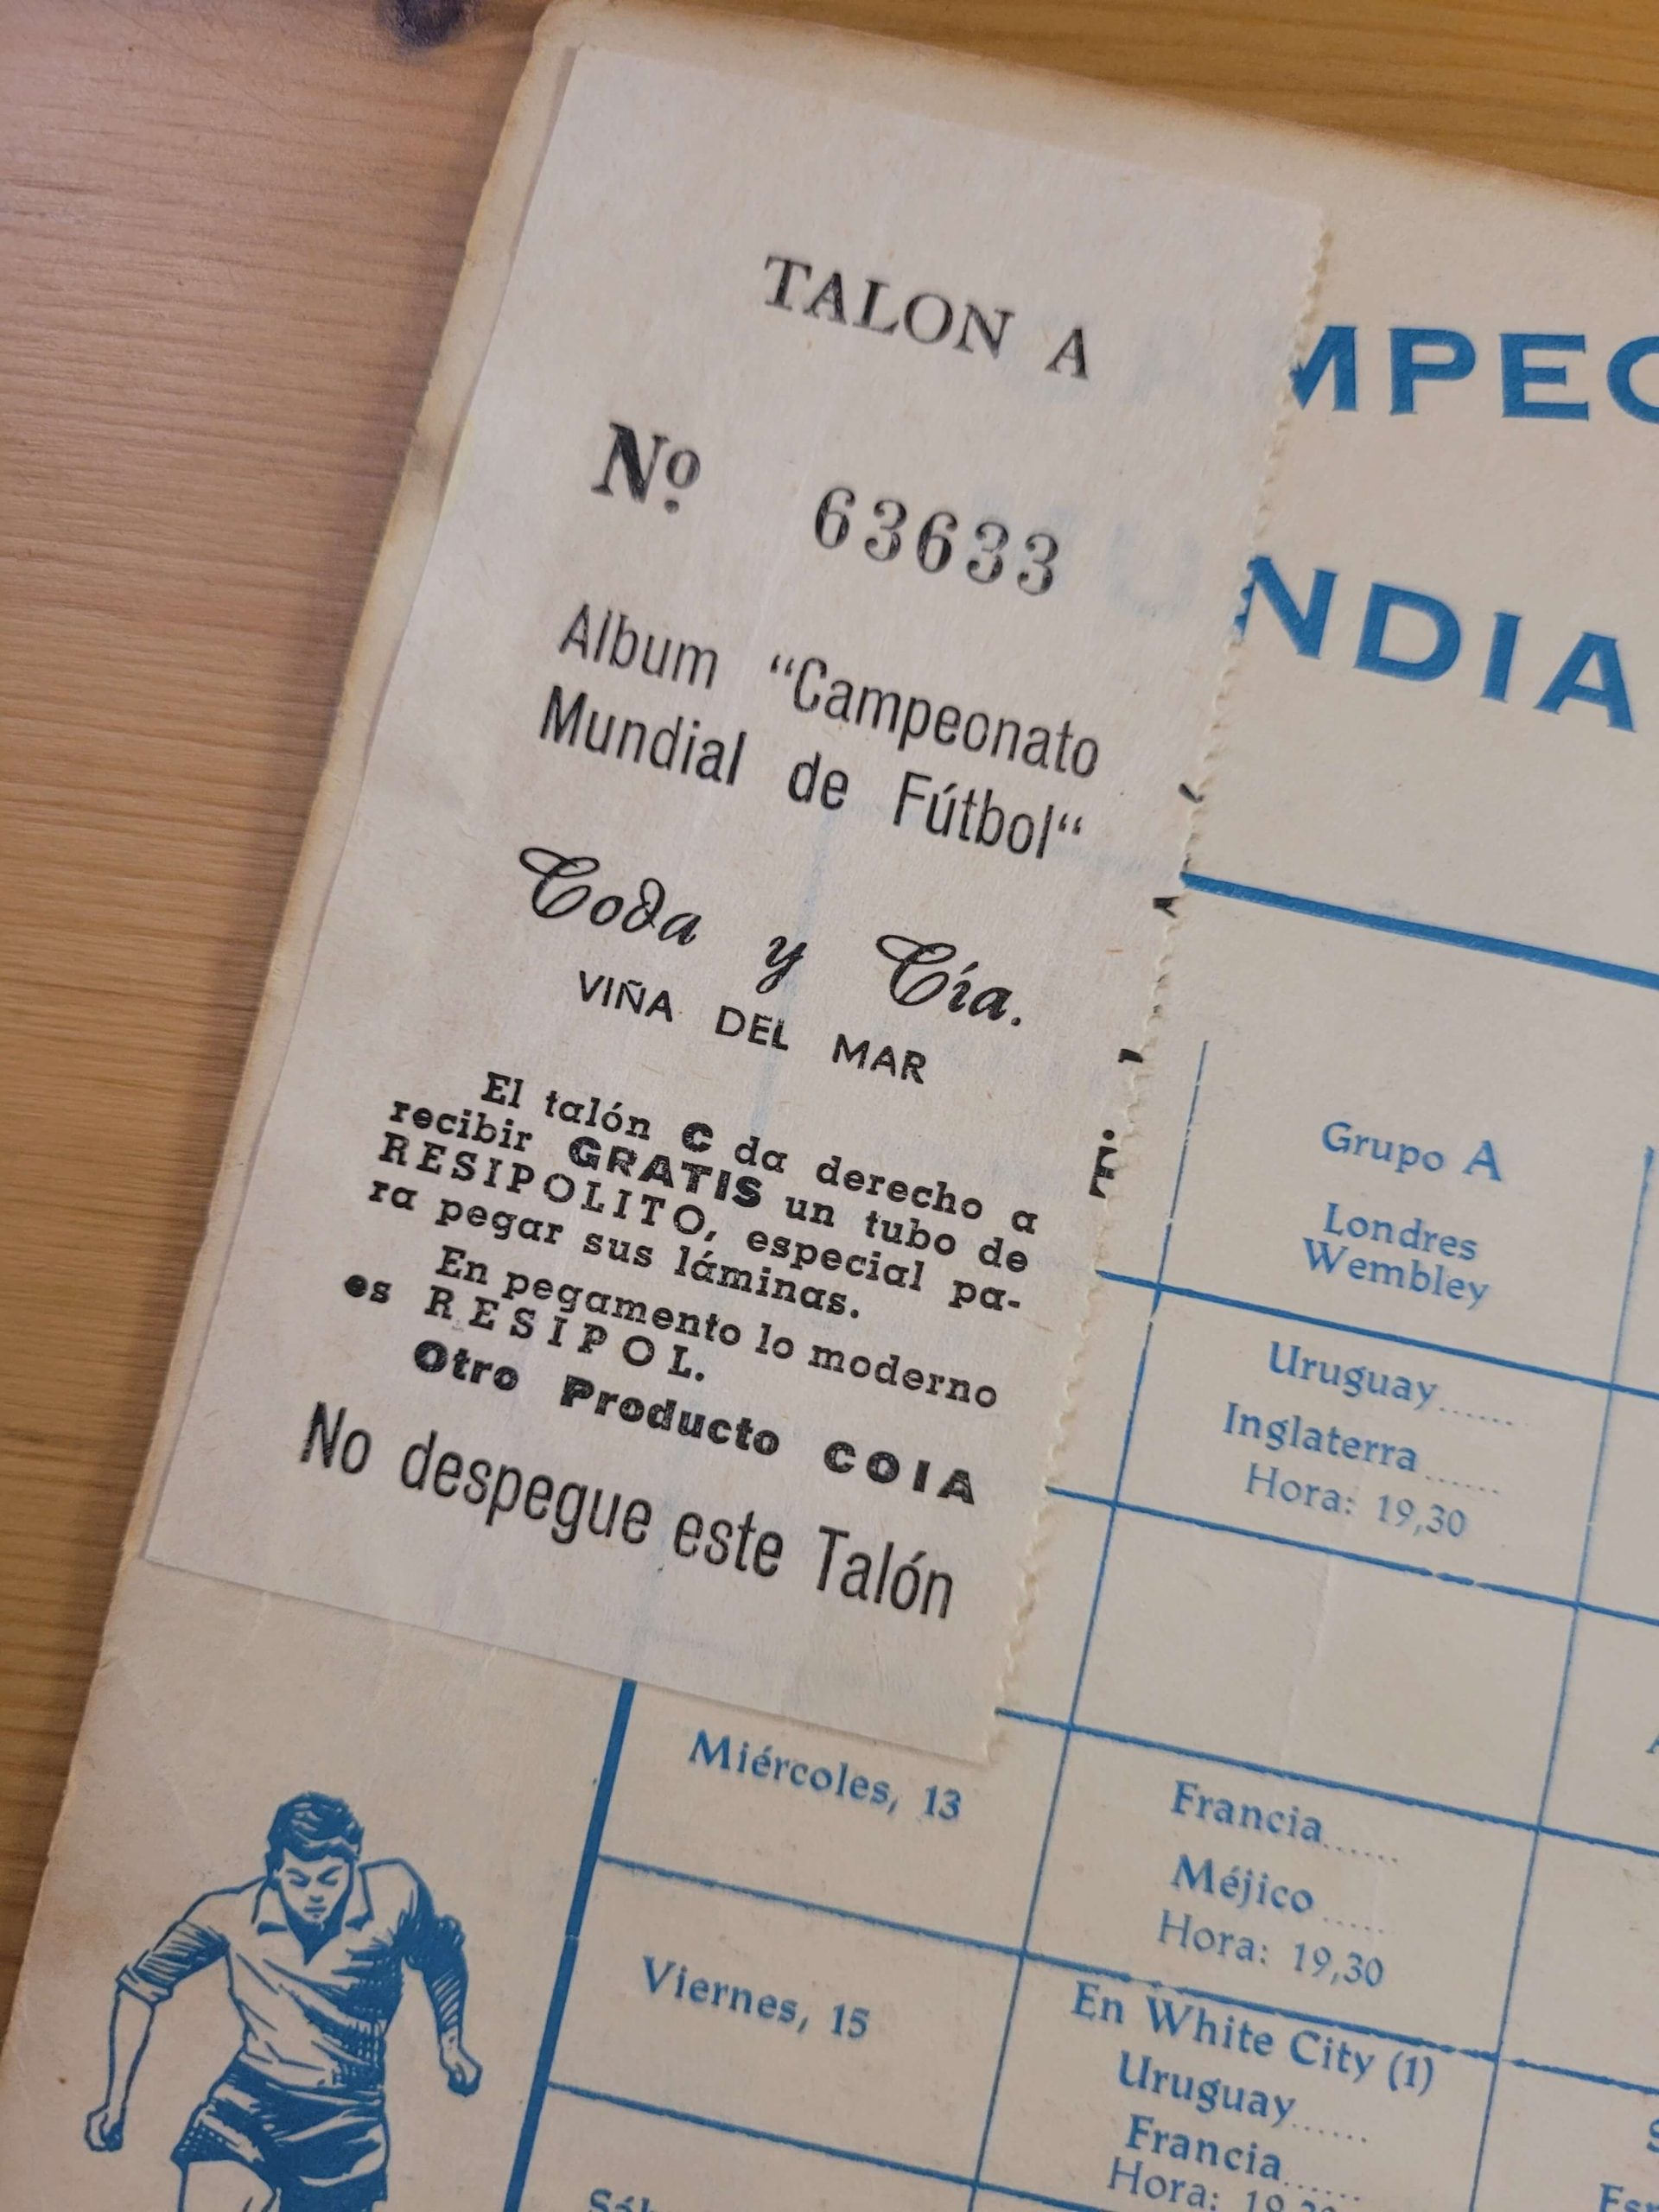 TALON A
Nº 63633
Album “Campeonato
Mundial de Fútbol“
Coda y Cía.
VIÑA DEL MAR
El talón C da derecho a
recibir GRATIS un tubo de
RESIPOLITO, especial pa-
ra pegar sus láminas.
En pegamento lo moderno
es RESIPOL.
Otro Producto COIA
No despegue este Talón
MPEO
NDIA
Grupo A
Londres
Wembley
Uruguay......
Inglaterra......
Hora: 19,30
Miércoles, 13
Francia......
Méjico.....
Hora: 19,30
Viernes, 15
En White City (1)
Uruguay......
Francia......
Hora: